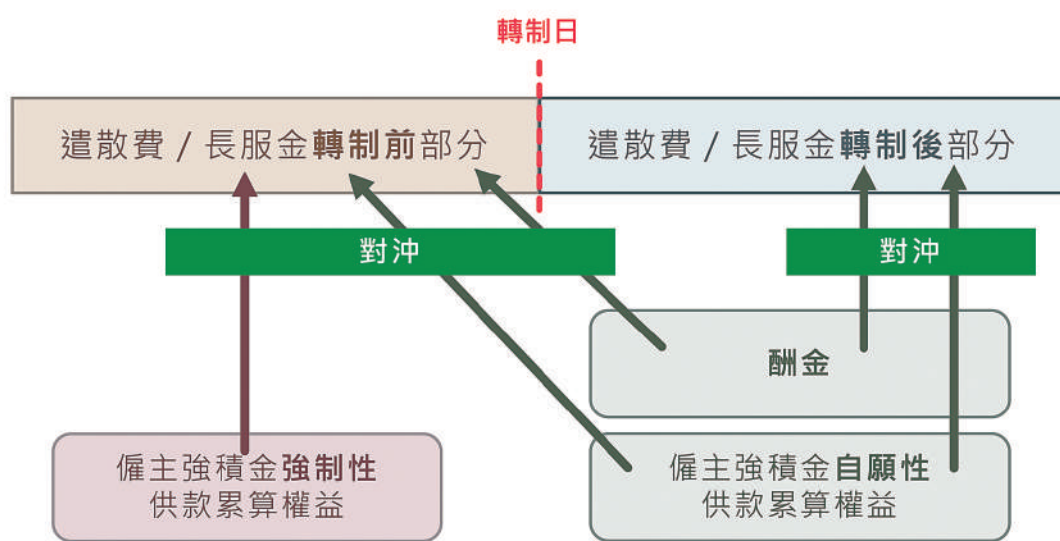 轉制日
遣散費 / 長服金轉制前部分
遣散費 / 長服金轉制後部分
對沖
對沖
酬金
僱主強積金強制性
供款累算權益
僱主強積金自願性
供款累算權益